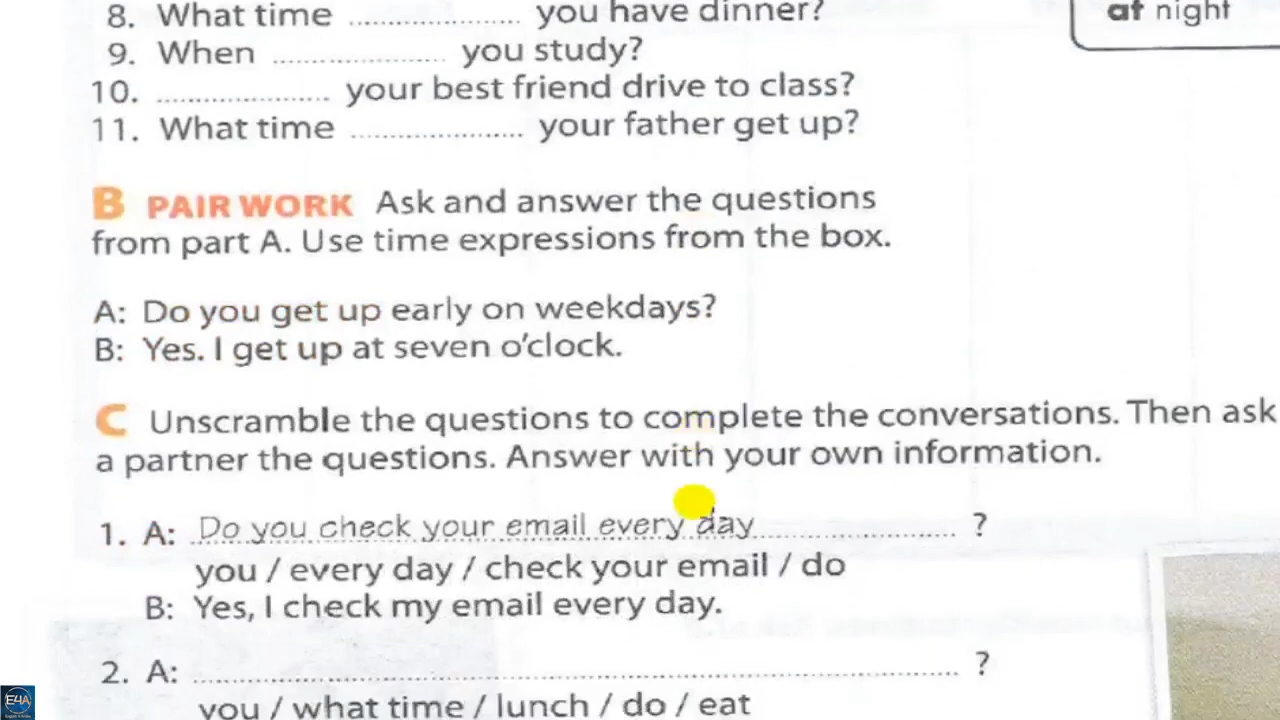 8. What time .................... you have dinner?
at night
9. When .................... you study?
10. .................... your best friend drive to class?
11. What time .................... your father get up?
B PAIR WORK Ask and answer the questions
from part A. Use time expressions from the box.
A: Do you get up early on weekdays?
B: Yes. I get up at seven o'clock.
C Unscramble the questions to complete the conversations. Then ask
a partner the questions. Answer with your own information.
1. A: Do you check your email every day ?
you / every day / check your email / do
B: Yes, I check my email every day.
2. A: .................... ?
you / what time / lunch / do / eat
E4A